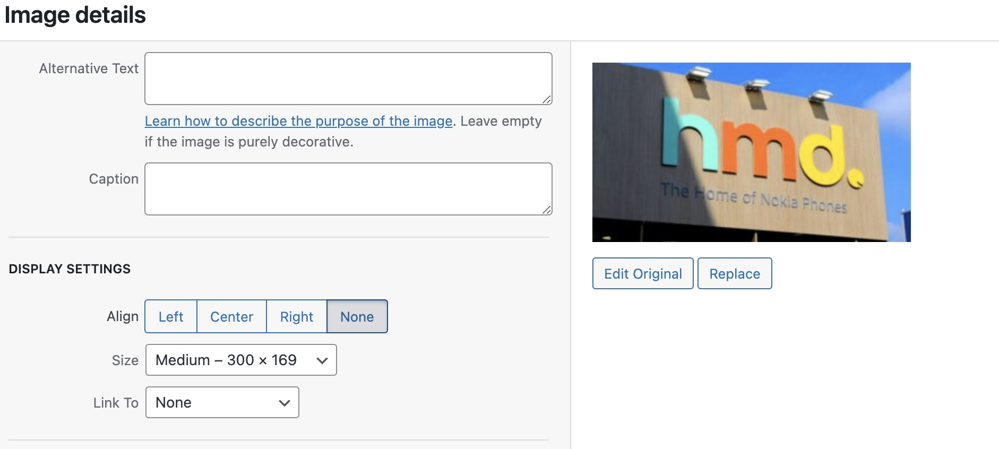 Image details
Alternative Text
Learn how to describe the purpose of the image. Leave empty
if the image is purely decorative.
Caption
DISPLAY SETTINGS
Align
Left
Center
Right
None
Size
Medium – 300 × 169
Link To
None
hmd.
The Home of Nokia Phones
Edit Original
Replace